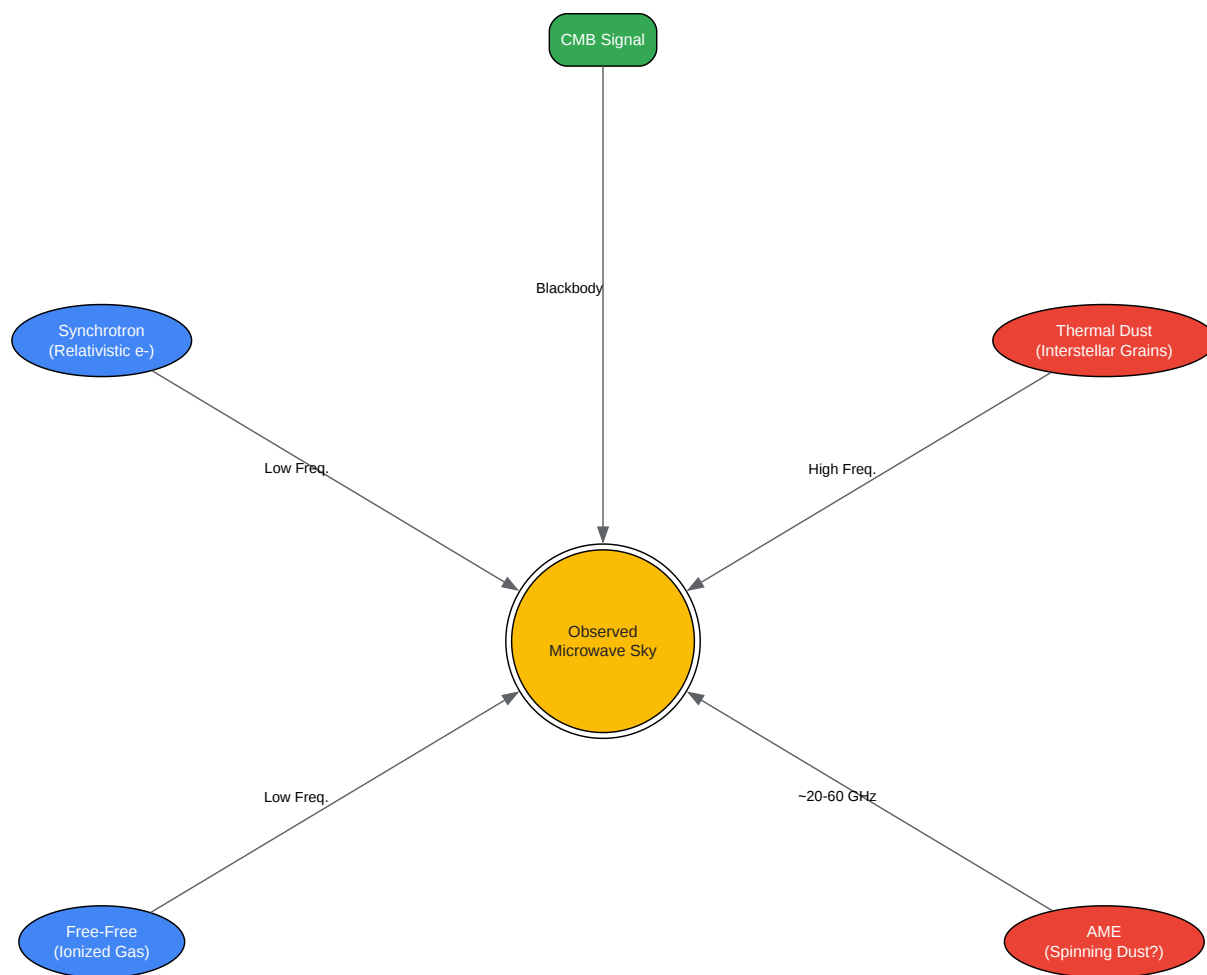 CMB Signal
Blackbody
Synchrotron
(Relativistic e-)
Thermal Dust
(Interstellar Grains)
Low Freq.
High Freq.
Observed
Microwave Sky
Low Freq.
~20-60 GHz
Free-Free
(Ionized Gas)
AME
(Spinning Dust?)